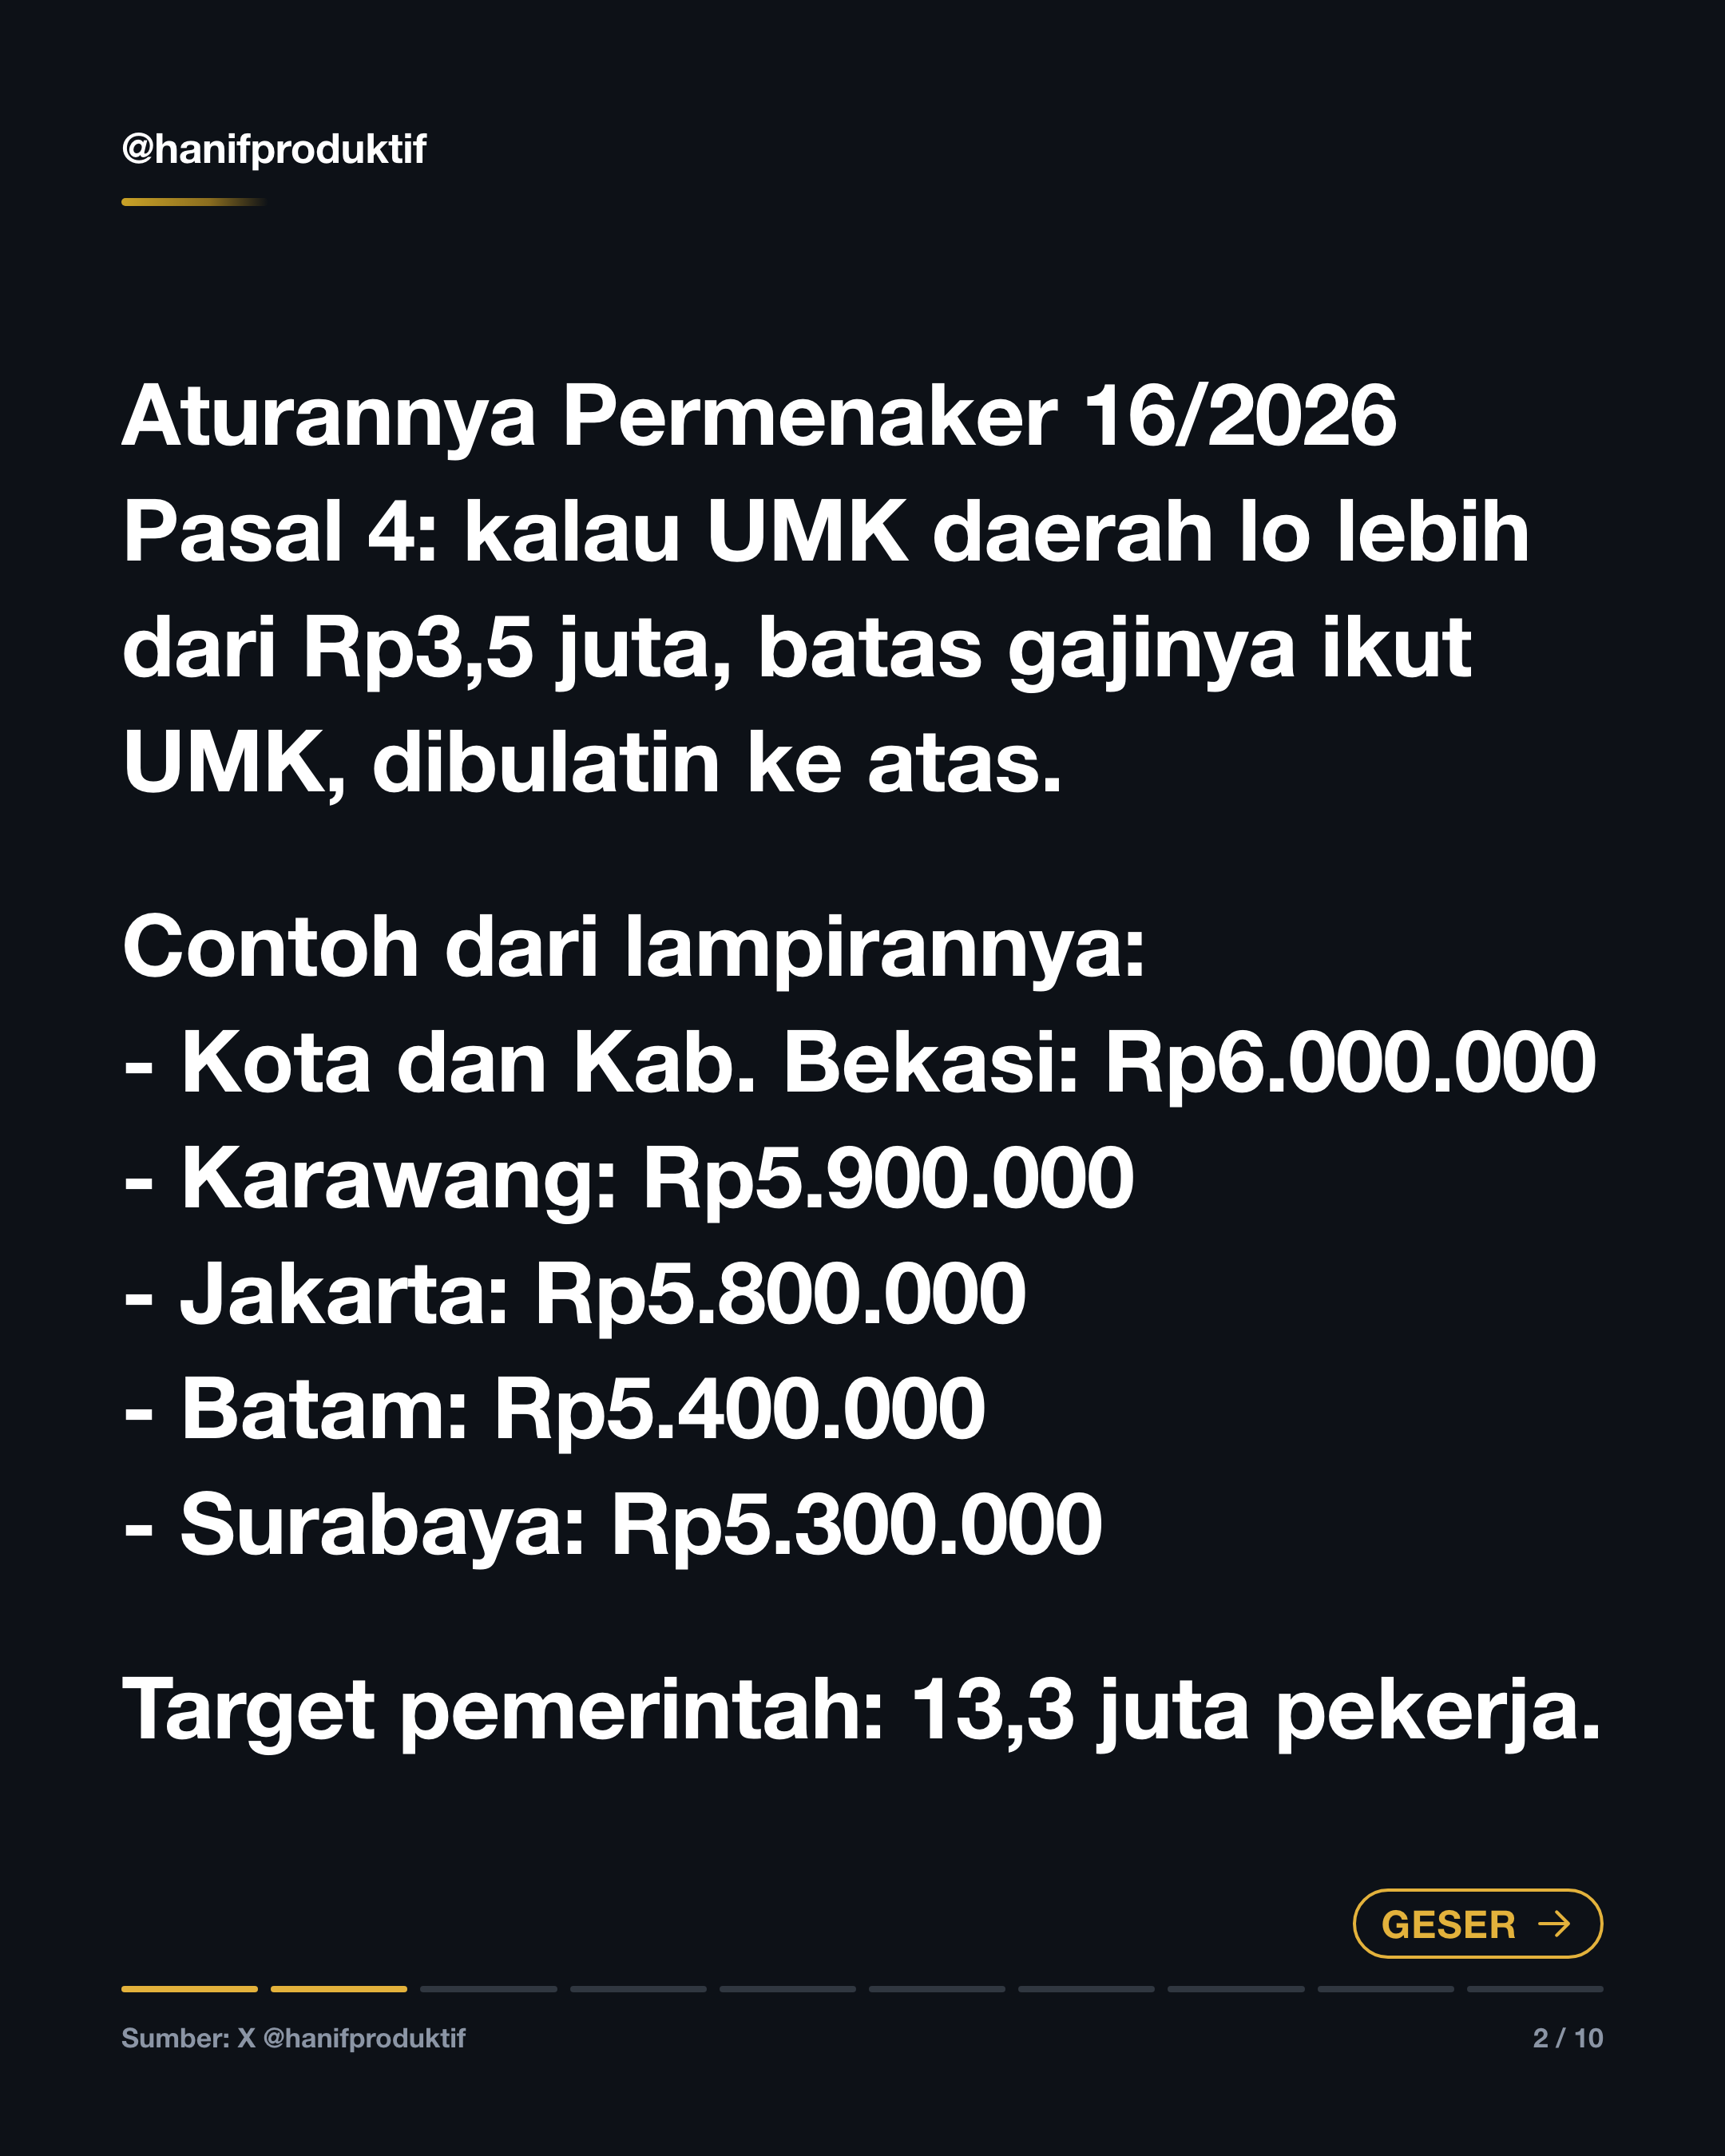 @hanifproduktif
Aturannya Permenaker 16/2026
Pasal 4: kalau UMK daerah lo lebih
dari Rp3,5 juta, batas gajinya ikut
UMK, dibulatin ke atas.
Contoh dari lampirannya:
- Kota dan Kab. Bekasi: Rp6.000.000
- Karawang: Rp5.900.000
- Jakarta: Rp5.800.000
- Batam: Rp5.400.000
- Surabaya: Rp5.300.000
Target pemerintah: 13,3 juta pekerja.
GESER →
Sumber: X @hanifproduktif
2 / 10